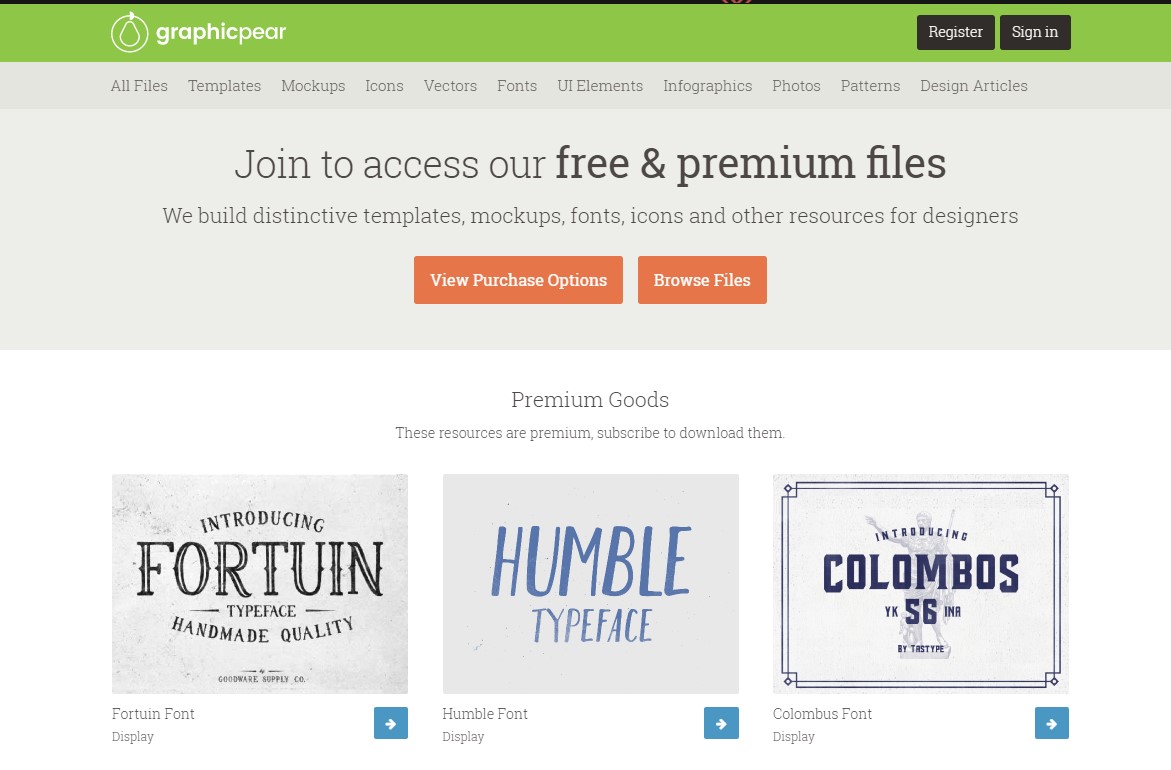 graphicpear
Register
Sign in
All Files
Templates
Mockups
Icons
Vectors
Fonts
UI Elements
Infographics
Photos
Patterns
Design Articles
Join to access our free & premium files
We build distinctive templates, mockups, fonts, icons and other resources for designers
View Purchase Options
Browse Files
Premium Goods
These resources are premium, subscribe to download them.
INTRODUCING
FORTUIN
TYPEFACE
HANDMADE QUALITY
by
GOODWARE SUPPLY CO.
HUMBLE
TYPEFACE
INTRODUCING
COLOMBOS
YK 56 INA
BY TASTYPE
Fortuin Font
Display
Humble Font
Display
Colombus Font
Display